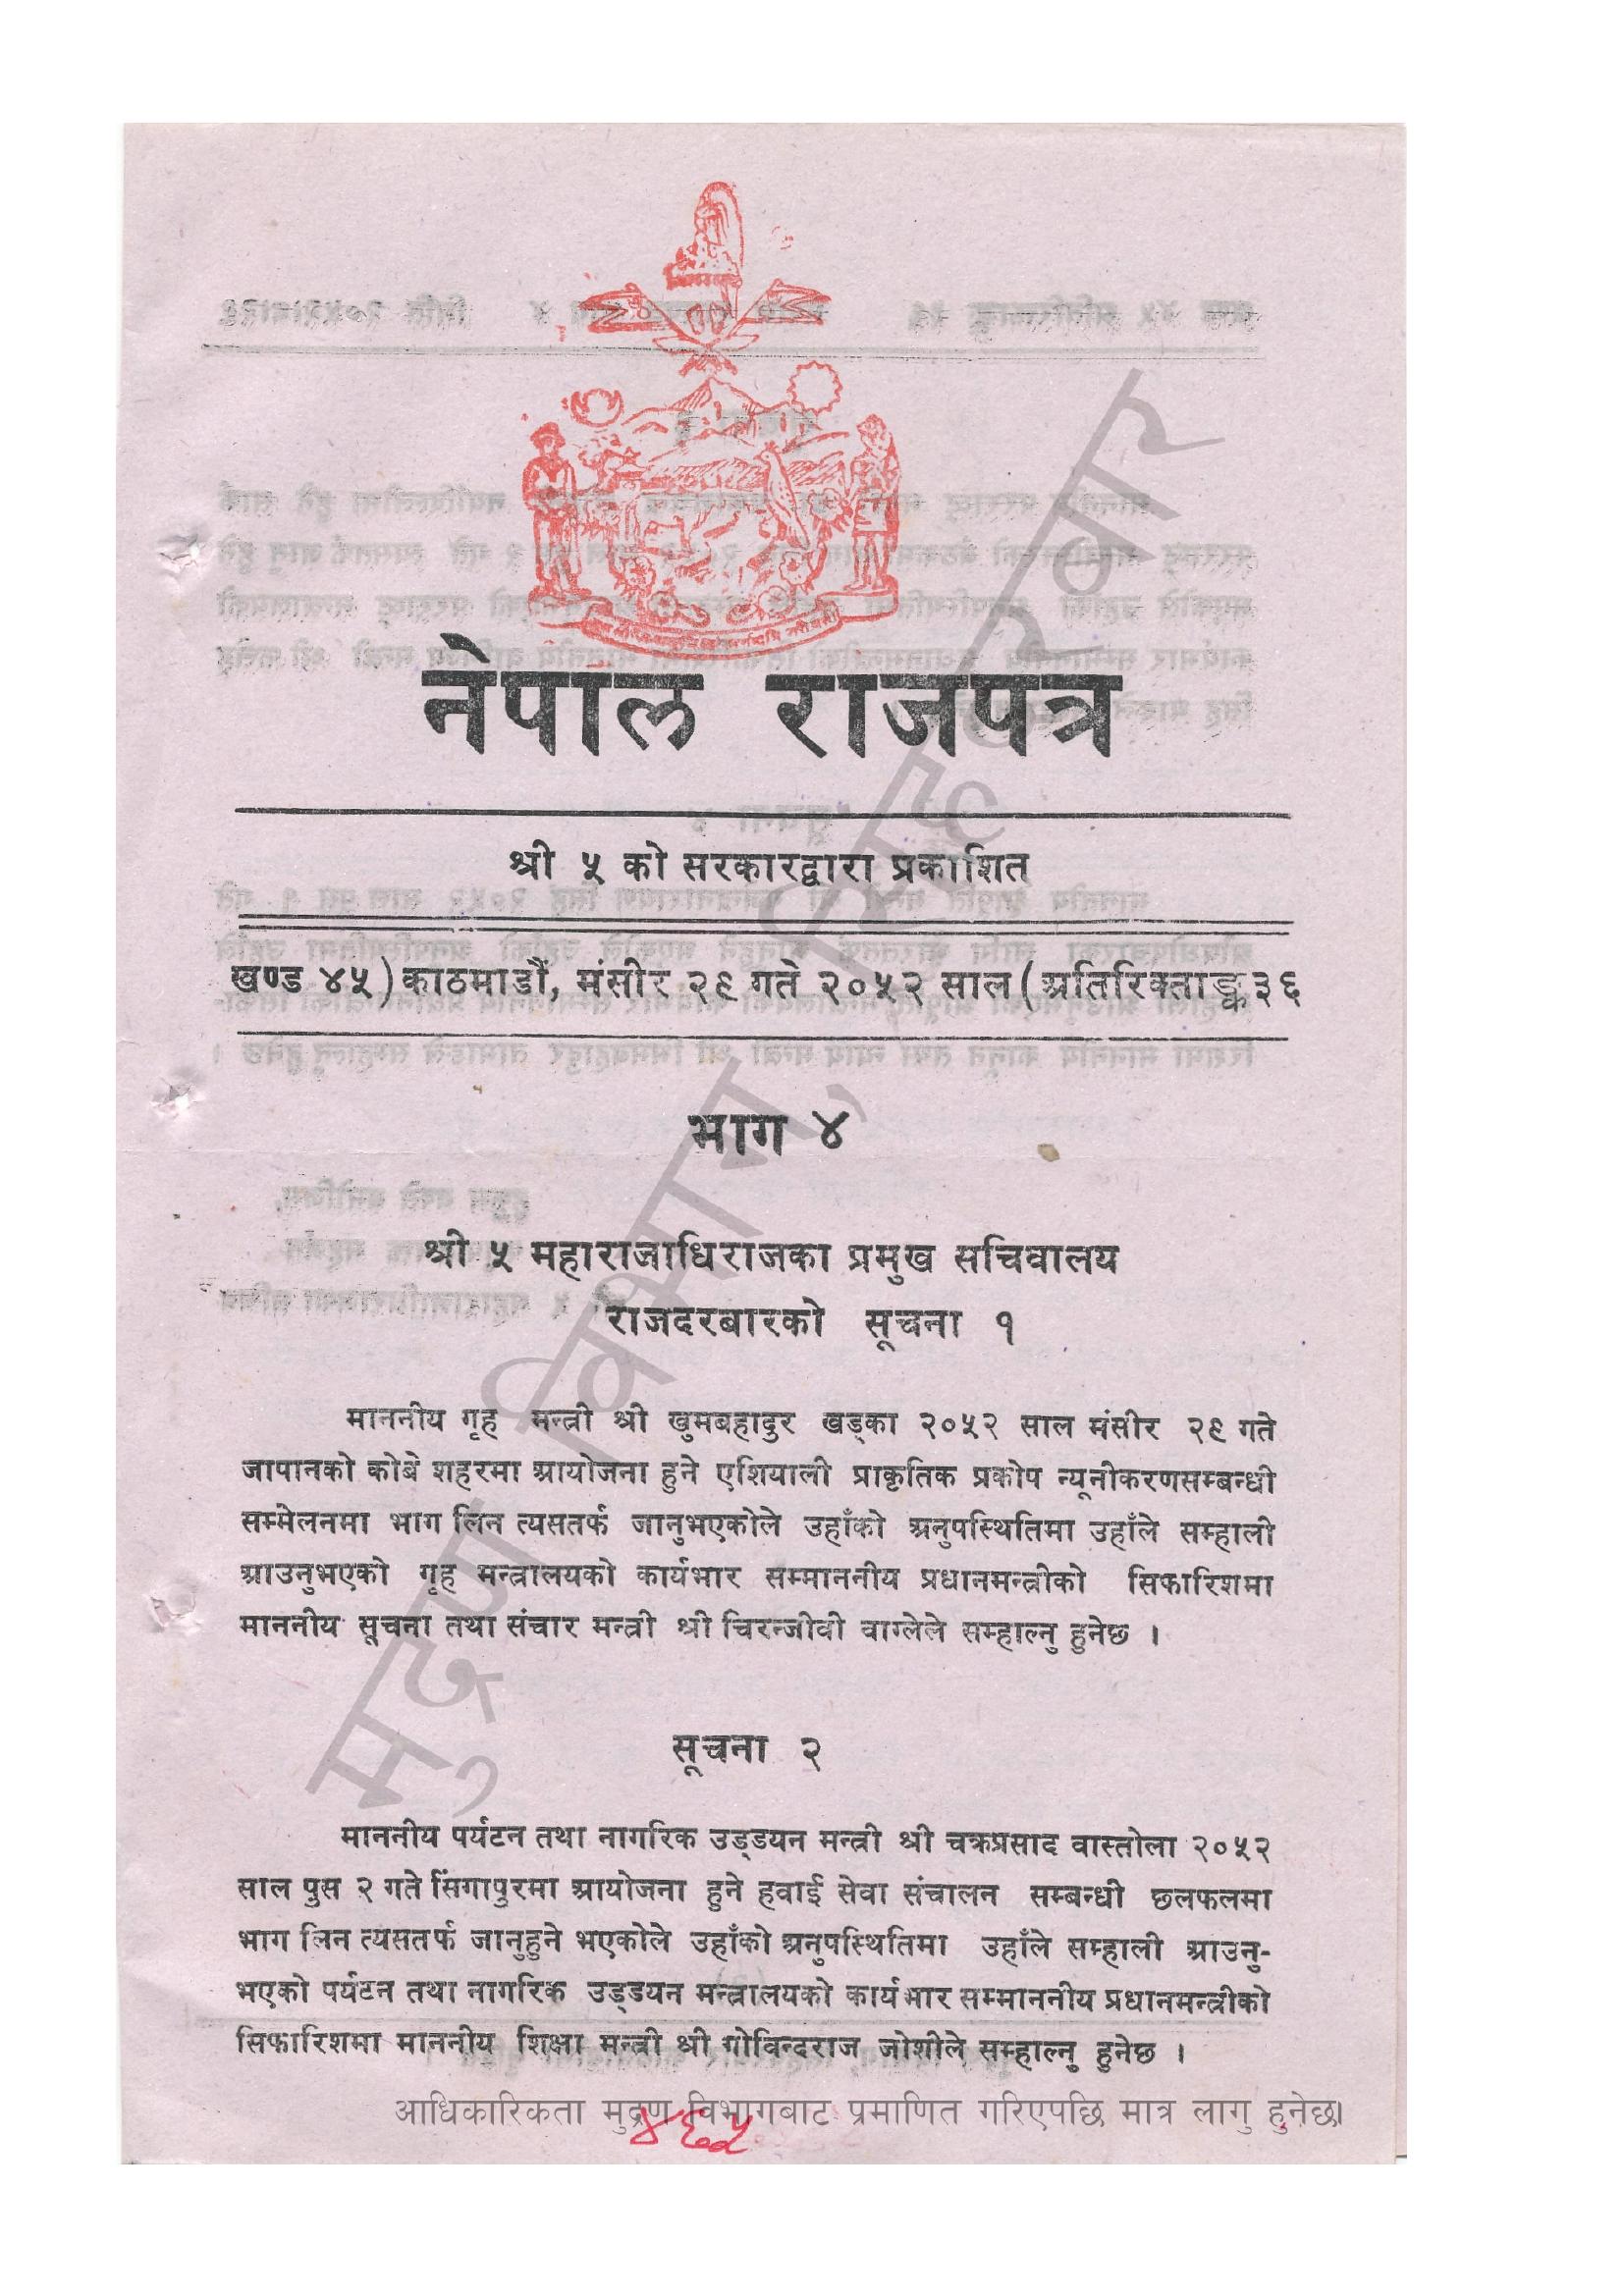 नेपाल राजपत्र
श्री ५ को सरकारद्वारा प्रकाशित
खण्ड ४५) काठमाडौं, मंसीर २९ गते २०५२ साल (अतिरिक्ताङ्क ३६
भाग ४
श्री ५ महाराजाधिराजका प्रमुख सचिवालय
राजदरबारको सूचना १
माननीय गृह मन्त्री श्री खुमबहादुर खड्का २०५२ साल मंसीर २९ गते
जापानको कोबे शहरमा आयोजना हुने एशियाली प्राकृतिक प्रकोप न्यूनीकरणसम्बन्धी
सम्मेलनमा भाग लिन त्यसतर्फ जानुभएकोले उहाँको अनुपस्थितिमा उहाँले सम्हाली
आउनुभएको गृह मन्त्रालयको कार्यभार सम्माननीय प्रधानमन्त्रीको सिफारिशमा
माननीय सूचना तथा संचार मन्त्री श्री चिरन्जीवी वाग्लेले सम्हाल्नु हुनेछ ।
सूचना २
माननीय पर्यटन तथा नागरिक उड्डयन मन्त्री श्री चक्रप्रसाद वास्तोला २०५२
साल पुस २ गते सिंगापुरमा आयोजना हुने हवाई सेवा संचालन सम्बन्धी छलफलमा
भाग लिन त्यसतर्फ जानुहुने भएकोले उहाँको अनुपस्थितिमा उहाँले सम्हाली आउनु-
भएको पर्यटन तथा नागरिक उड्डयन मन्त्रालयको कार्यभार सम्माननीय प्रधानमन्त्रीको
सिफारिशमा माननीय शिक्षा मन्त्री श्री गोविन्दराज जोशीले सम्हाल्नु हुनेछ ।
आधिकारिकता मुद्रण विभागबाट प्रमाणित गरिएपछि मात्र लागु हुनेछ।
४६५
मुद्रण विभाग, सिंहदरबार